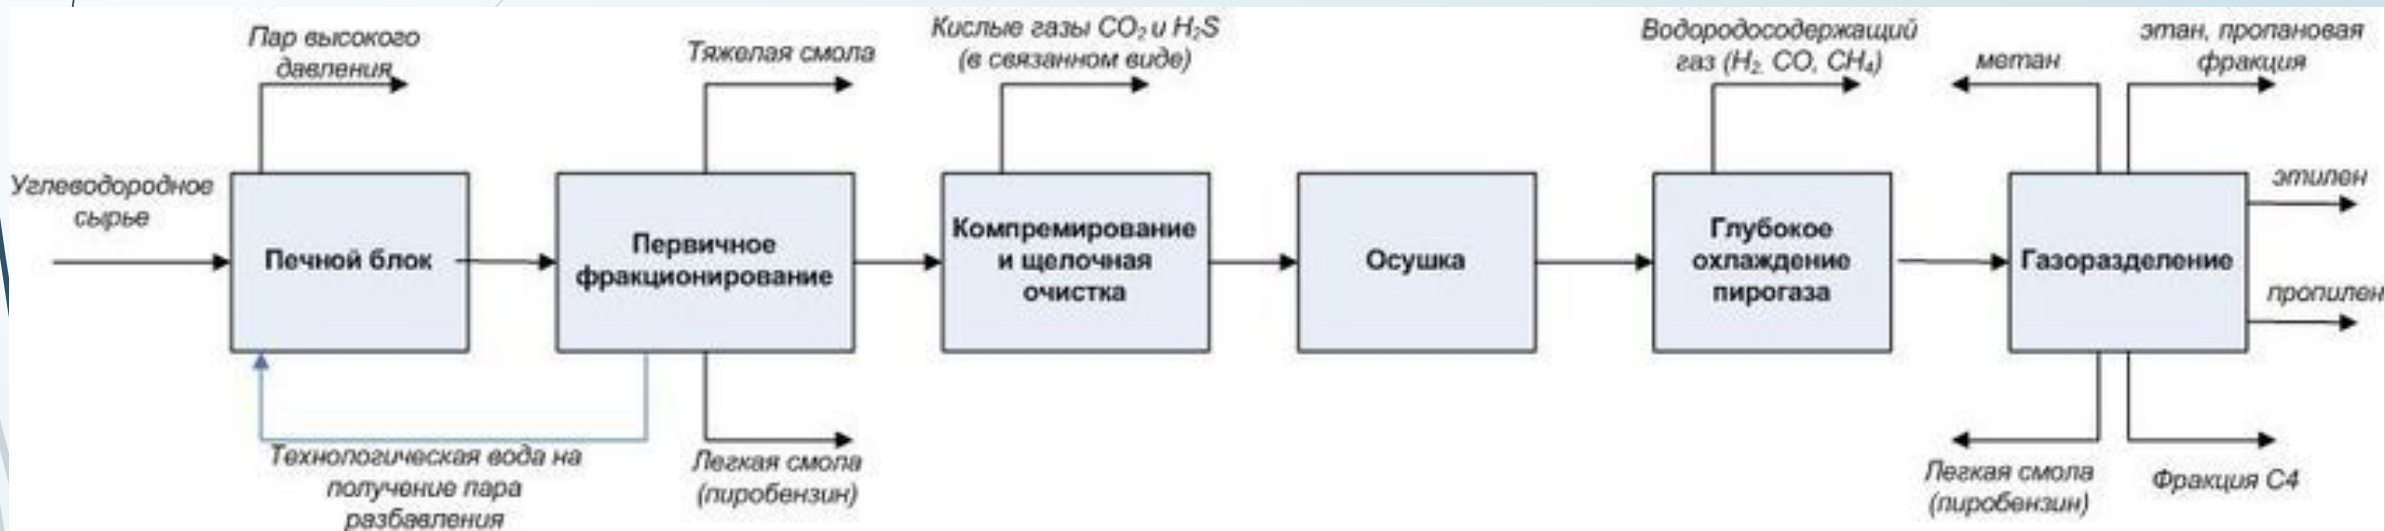 Пар высокого
давления
Тяжелая смола
Кислые газы CO₂ и H₂S
(в связанном виде)
Водородосодержащий
газ (H₂, CO, CH₄)
метан
этан, пропановая
фракция
Углеводородное
сырье
Печной блок
Первичное
фракционирование
Компремирование
и щелочная
очистка
Осушка
Глубокое
охлаждение
пирогаза
Газоразделение
этилен
пропилен
Технологическая вода на
получение пара
разбавления
Легкая смола
(пиробензин)
Легкая смола
(пиробензин)
Фракция С4